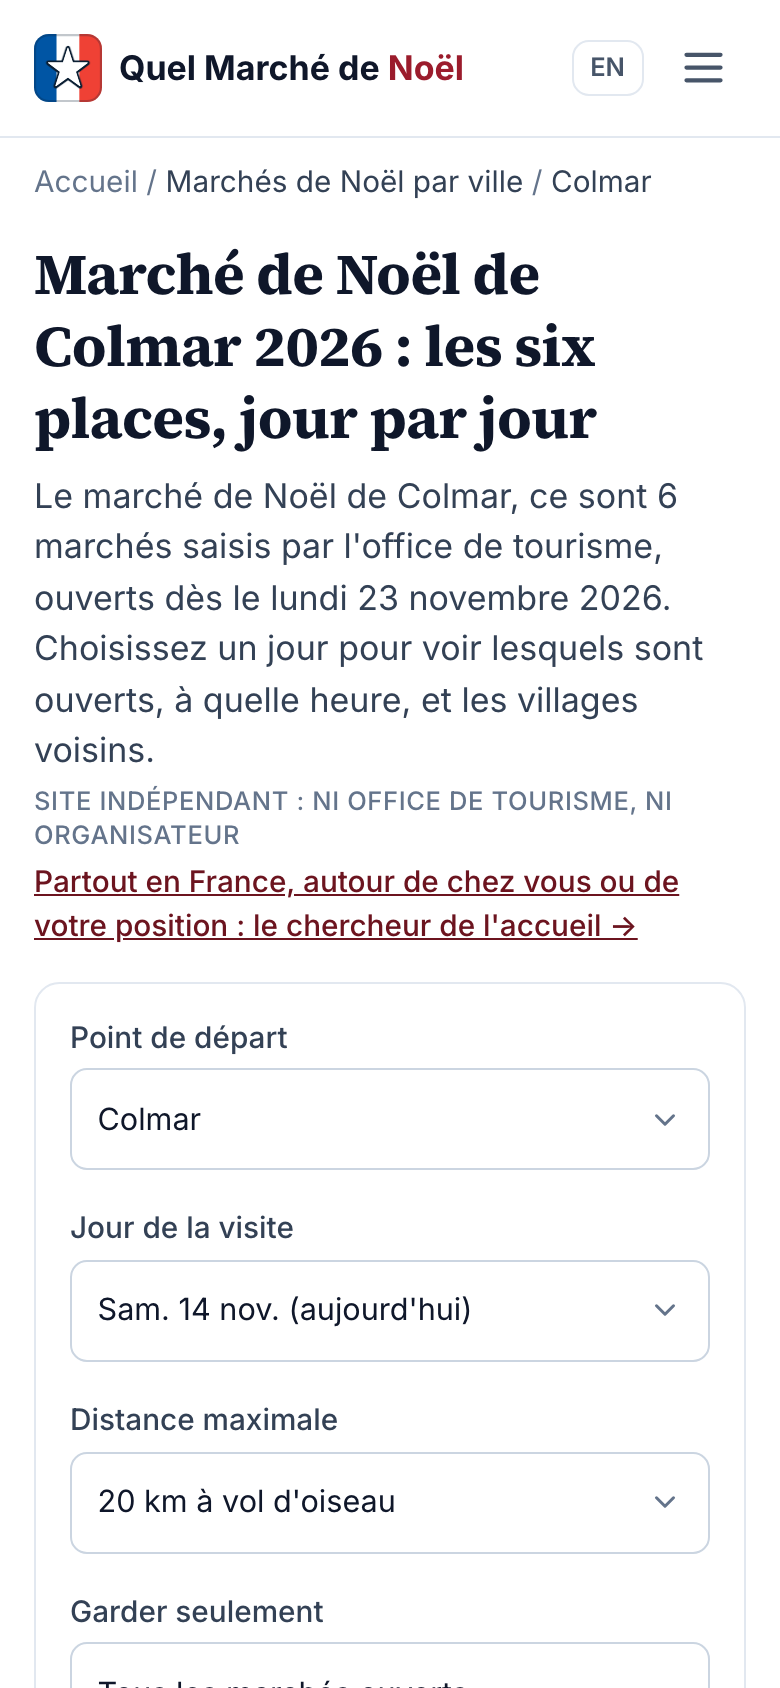 Quel Marché de Noël
EN
Accueil / Marchés de Noël par ville / Colmar
Marché de Noël de
Colmar 2026 : les six
places, jour par jour
Le marché de Noël de Colmar, ce sont 6
marchés saisis par l'office de tourisme,
ouverts dès le lundi 23 novembre 2026.
Choisissez un jour pour voir lesquels sont
ouverts, à quelle heure, et les villages
voisins.
SITE INDÉPENDANT : NI OFFICE DE TOURISME, NI
ORGANISATEUR
Partout en France, autour de chez vous ou de
votre position : le chercheur de l'accueil →
Point de départ
Colmar
Jour de la visite
Sam. 14 nov. (aujourd'hui)
Distance maximale
20 km à vol d'oiseau
Garder seulement
Tous les marchés ouverts